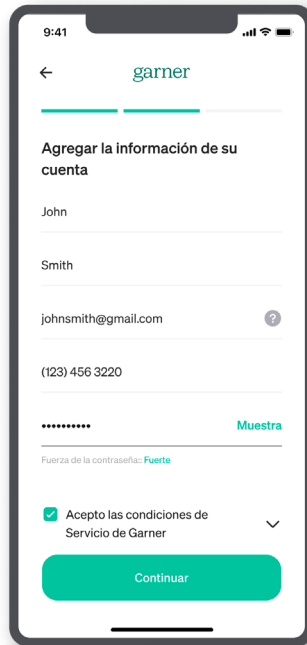 9:41
garner
Agregar la información de su
cuenta
John
Smith
johnsmith@gmail.com ?
(123) 456 3220
•••••••••• Muestra
Fuerza de la contraseña:: Fuerte
Acepto las condiciones de
Servicio de Garner
Continuar